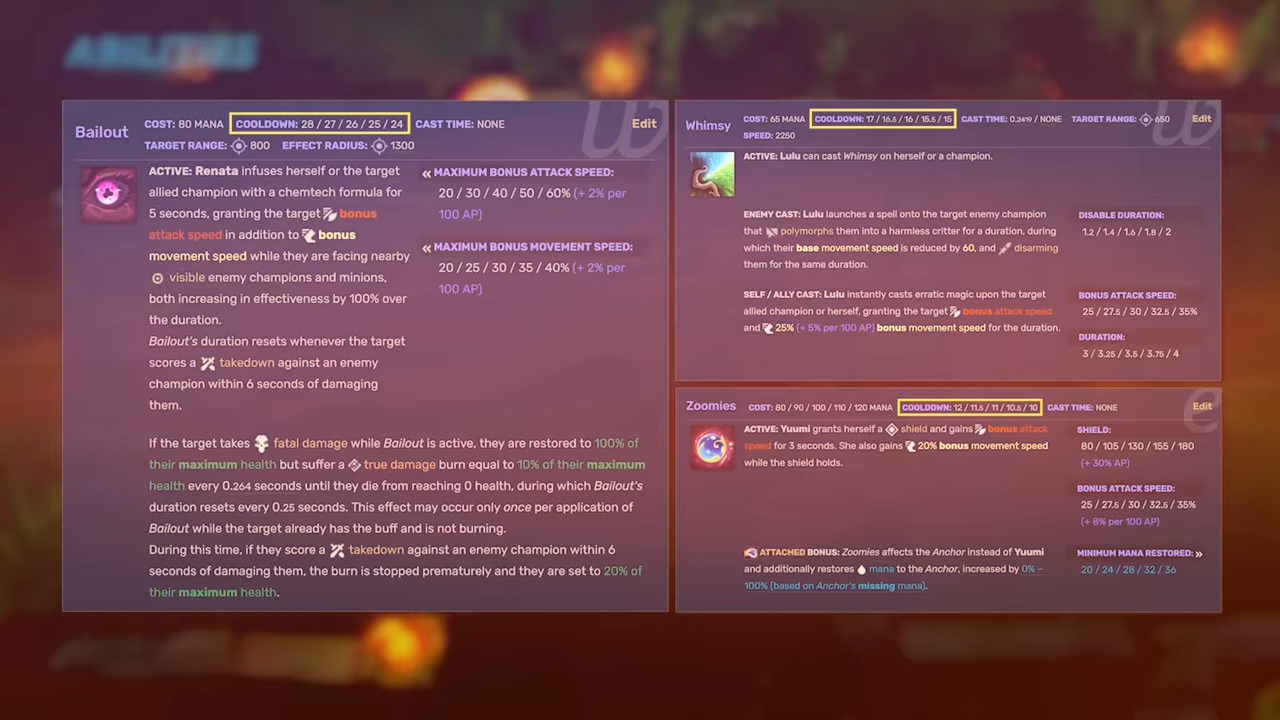 ABILITIES
Bailout
COST: 80 MANA COOLDOWN: 28 / 27 / 26 / 25 / 24 CAST TIME: NONE
Edit
W
TARGET RANGE: 800 EFFECT RADIUS: 1300
ACTIVE: Renata infuses herself or the target
allied champion with a chemtech formula for
5 seconds, granting the target bonus
attack speed in addition to bonus
movement speed while they are facing nearby
visible enemy champions and minions,
both increasing in effectiveness by 100% over
the duration.
Bailout's duration resets whenever the target
scores a takedown against an enemy
champion within 6 seconds of damaging
them.
« MAXIMUM BONUS ATTACK SPEED:
20 / 30 / 40 / 50 / 60% (+ 2% per
100 AP)
« MAXIMUM BONUS MOVEMENT SPEED:
20 / 25 / 30 / 35 / 40% (+ 2% per
100 AP)
If the target takes fatal damage while Bailout is active, they are restored to 100% of
their maximum health but suffer a true damage burn equal to 10% of their maximum
health every 0.264 seconds until they die from reaching 0 health, during which Bailout's
duration resets every 0.25 seconds. This effect may occur only once per application of
Bailout while the target already has the buff and is not burning.
During this time, if they score a takedown against an enemy champion within 6
seconds of damaging them, the burn is stopped prematurely and they are set to 20% of
their maximum health.
Whimsy
COST: 65 MANA COOLDOWN: 17 / 16.5 / 16 / 15.5 / 15 CAST TIME: 0.2419 / NONE TARGET RANGE: 650
Edit
W
SPEED: 2250
ACTIVE: Lulu can cast Whimsy on herself or a champion.
ENEMY CAST: Lulu launches a spell onto the target enemy champion
that polymorphs them into a harmless critter for a duration, during
which their base movement speed is reduced by 60, and disarming
them for the same duration.
DISABLE DURATION:
1.2 / 1.4 / 1.6 / 1.8 / 2
SELF / ALLY CAST: Lulu instantly casts erratic magic upon the target
allied champion or herself, granting the target bonus attack speed
and 25% (+ 5% per 100 AP) bonus movement speed for the duration.
BONUS ATTACK SPEED:
25 / 27.5 / 30 / 32.5 / 35%
DURATION:
3 / 3.25 / 3.5 / 3.75 / 4
Zoomies
COST: 80 / 90 / 100 / 110 / 120 MANA COOLDOWN: 12 / 11.5 / 11 / 10.5 / 10 CAST TIME: NONE
Edit
e
ACTIVE: Yuumi grants herself a shield and gains bonus attack
speed for 3 seconds. She also gains 20% bonus movement speed
while the shield holds.
SHIELD:
80 / 105 / 130 / 155 / 180
(+ 30% AP)
BONUS ATTACK SPEED:
25 / 27.5 / 30 / 32.5 / 35%
(+ 8% per 100 AP)
ATTACHED BONUS: Zoomies affects the Anchor instead of Yuumi
and additionally restores mana to the Anchor, increased by 0% –
100% (based on Anchor's missing mana).
MINIMUM MANA RESTORED: »
20 / 24 / 28 / 32 / 36